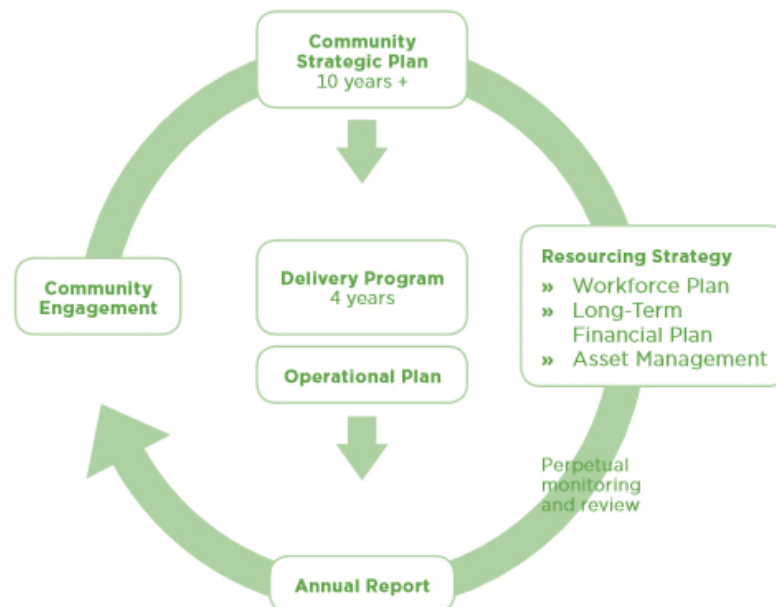 Community
Strategic Plan
10 years +
Community
Engagement
Delivery Program
4 years
Operational Plan
Resourcing Strategy
» Workforce Plan
» Long-Term
Financial Plan
» Asset Management
Perpetual
monitoring
and review
Annual Report